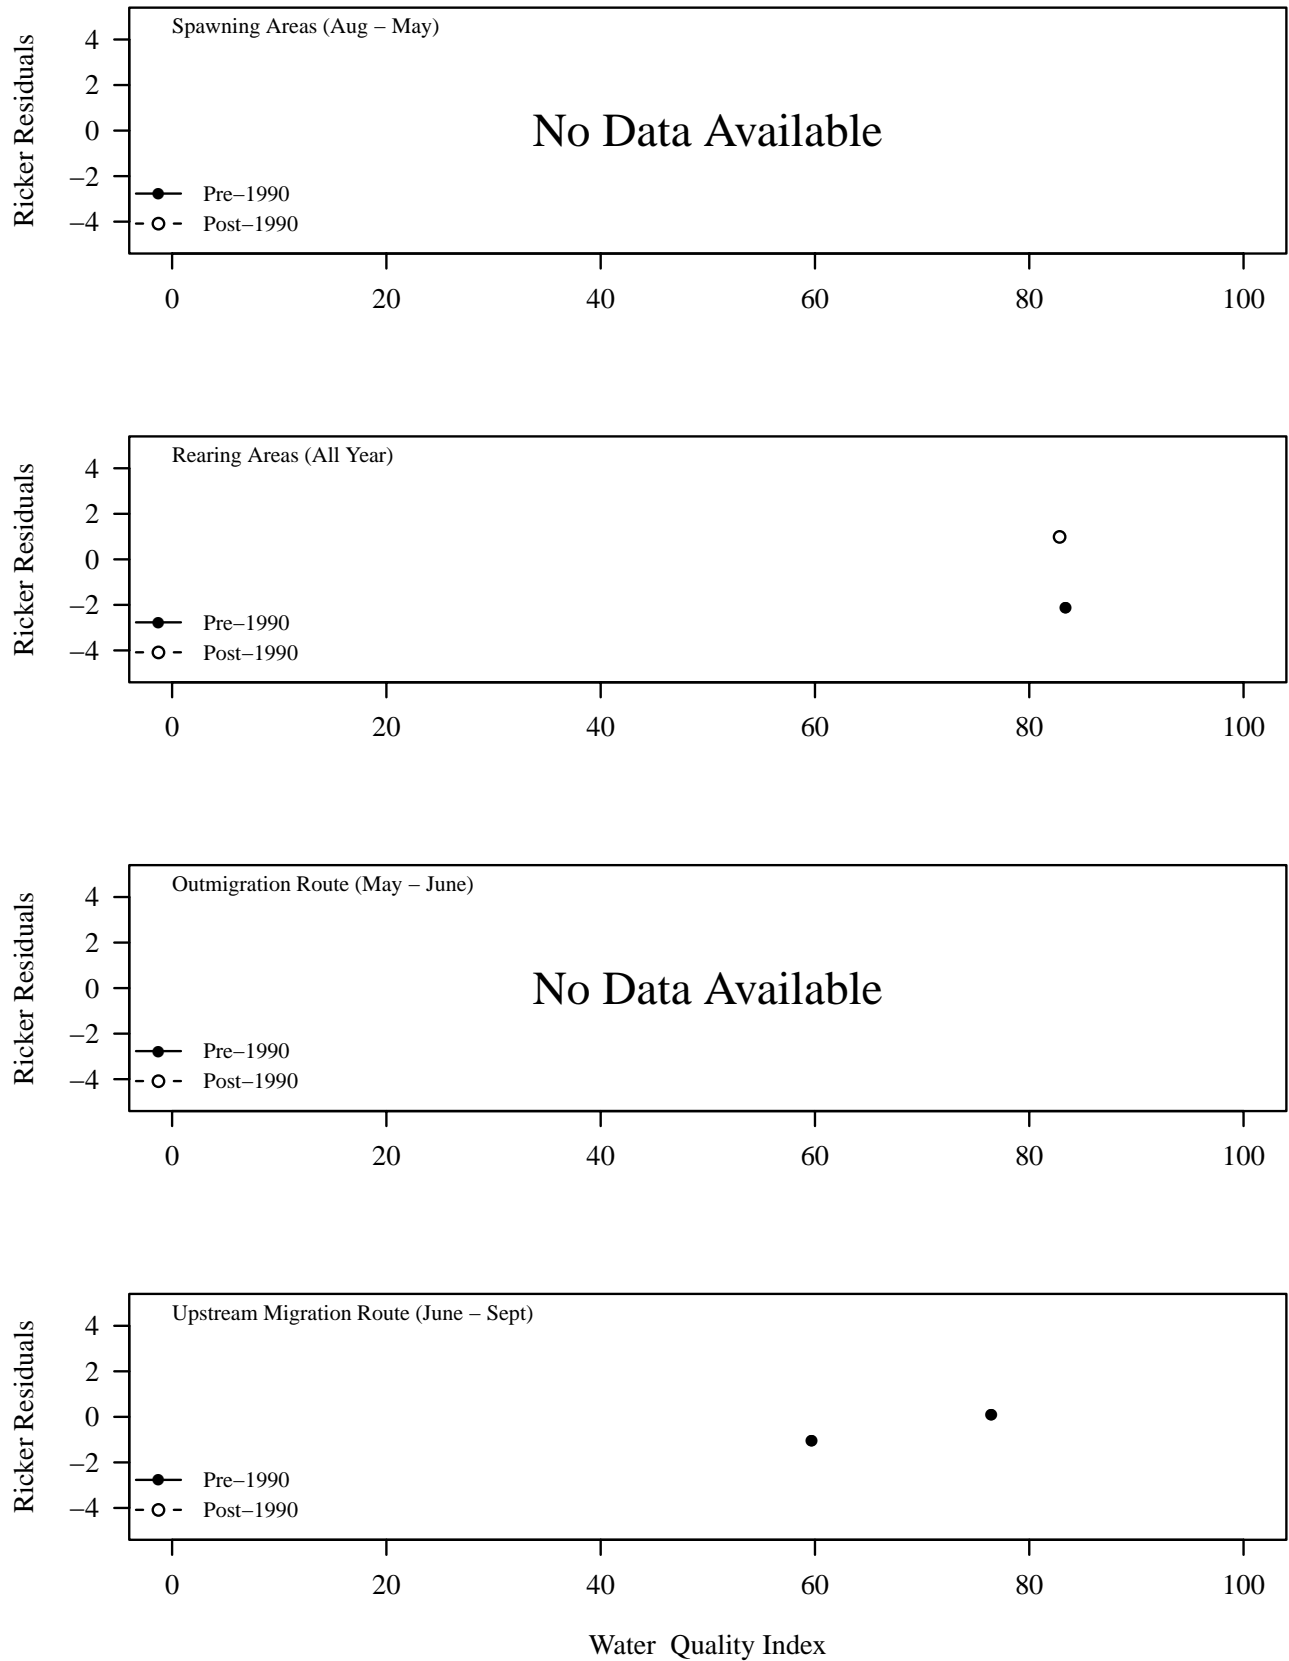 Spawning Areas (Aug – May)
Ricker Residuals
4
2
0
–2
–4
No Data Available
Pre–1990
Post–1990
0 20 40 60 80 100
Rearing Areas (All Year)
Ricker Residuals
4
2
0
–2
–4
Pre–1990
Post–1990
0 20 40 60 80 100
Outmigration Route (May – June)
Ricker Residuals
4
2
0
–2
–4
No Data Available
Pre–1990
Post–1990
0 20 40 60 80 100
Upstream Migration Route (June – Sept)
Ricker Residuals
4
2
0
–2
–4
Pre–1990
Post–1990
0 20 40 60 80 100
Water Quality Index